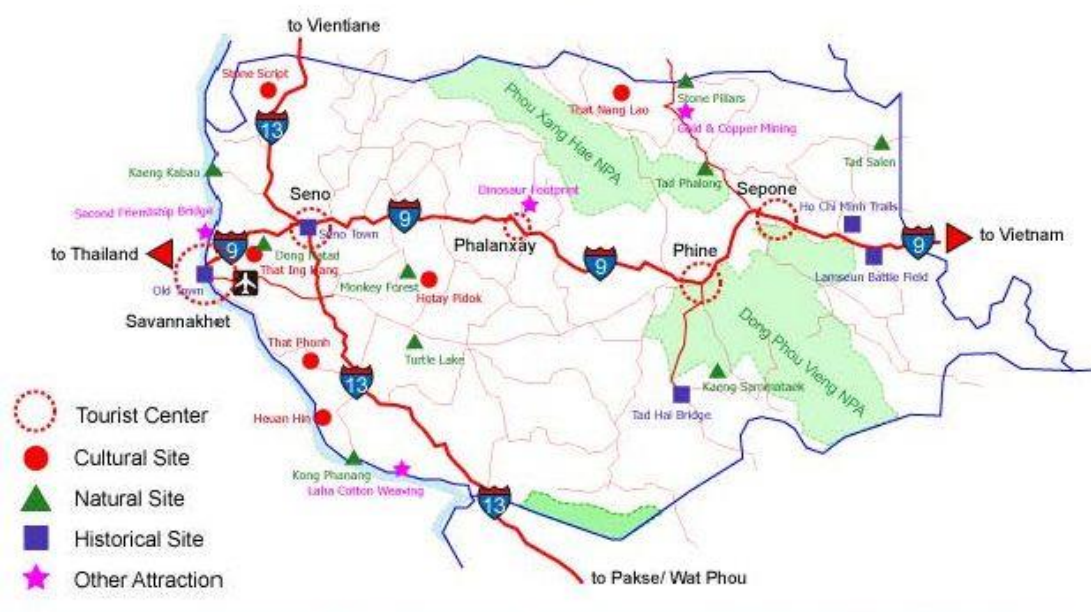 to Vientiane
Stone Script
13
That Nang Lao
Stone Pillars
Gold & Copper Mining
Phou Xang Hae NPA
Tad Salen
Kaeng Kabao
Tad Phalong
Seno
Dinosaur Footprint
Sepone
Second Friendship Bridge
Seno Town
9
Ho Chi Minh Trails
to Thailand
9
Dong Natad
Phalanxay
9
Phine
9
to Vietnam
That Ing Hang
Monkey Forest
Hotay Pidok
Lamseun Battle Field
Old Town
Savannakhet
That Phonh
Turtle Lake
Dong Phou Vieng NPA
13
Kaeng Sammataek
Tad Hai Bridge
Heuan Hin
Kong Phanang
Laha Cotton Weaving
13
to Pakse/ Wat Phou
Tourist Center
Cultural Site
Natural Site
Historical Site
Other Attraction